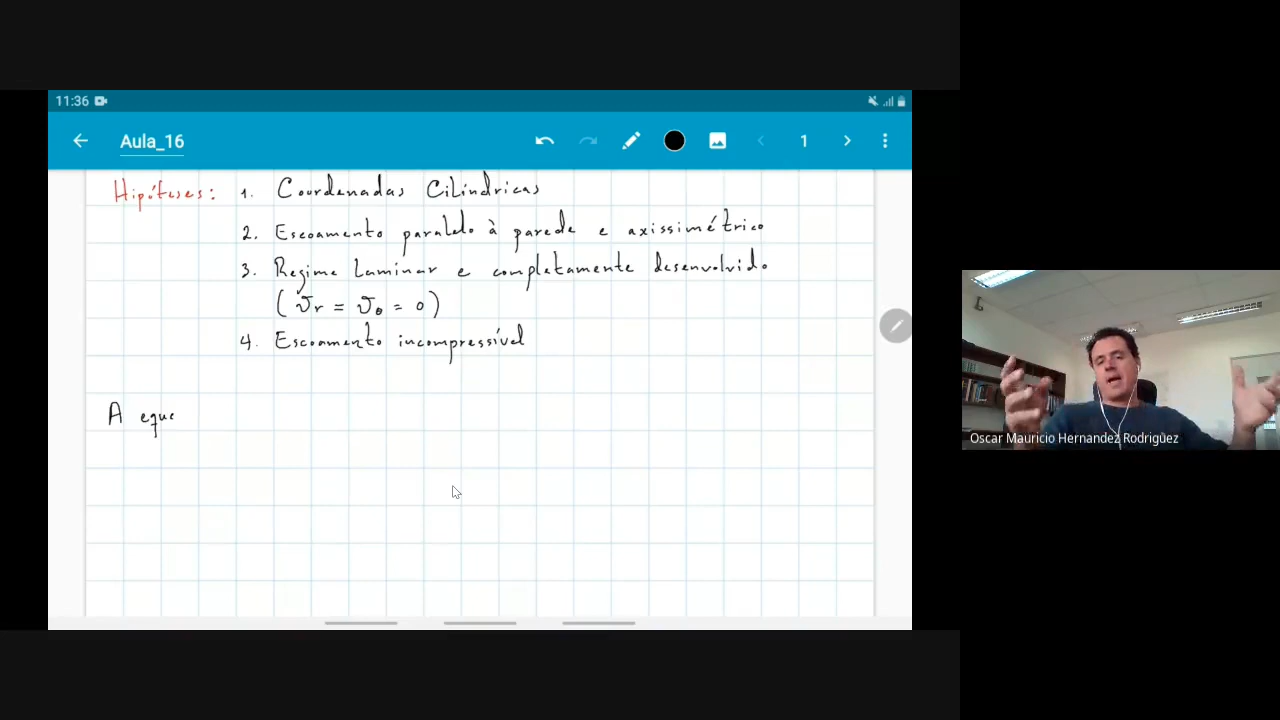 11:36
Aula_16
1
Hipóteses: 1. Coordenadas Cilíndricas
2. Escoamento paralelo à parede e axissimétrico
3. Regime Laminar e completamente desenvolvido
(vr = vθ = 0)
4. Escoamento incompressível
A equc
Oscar Mauricio Hernandez Rodriguez